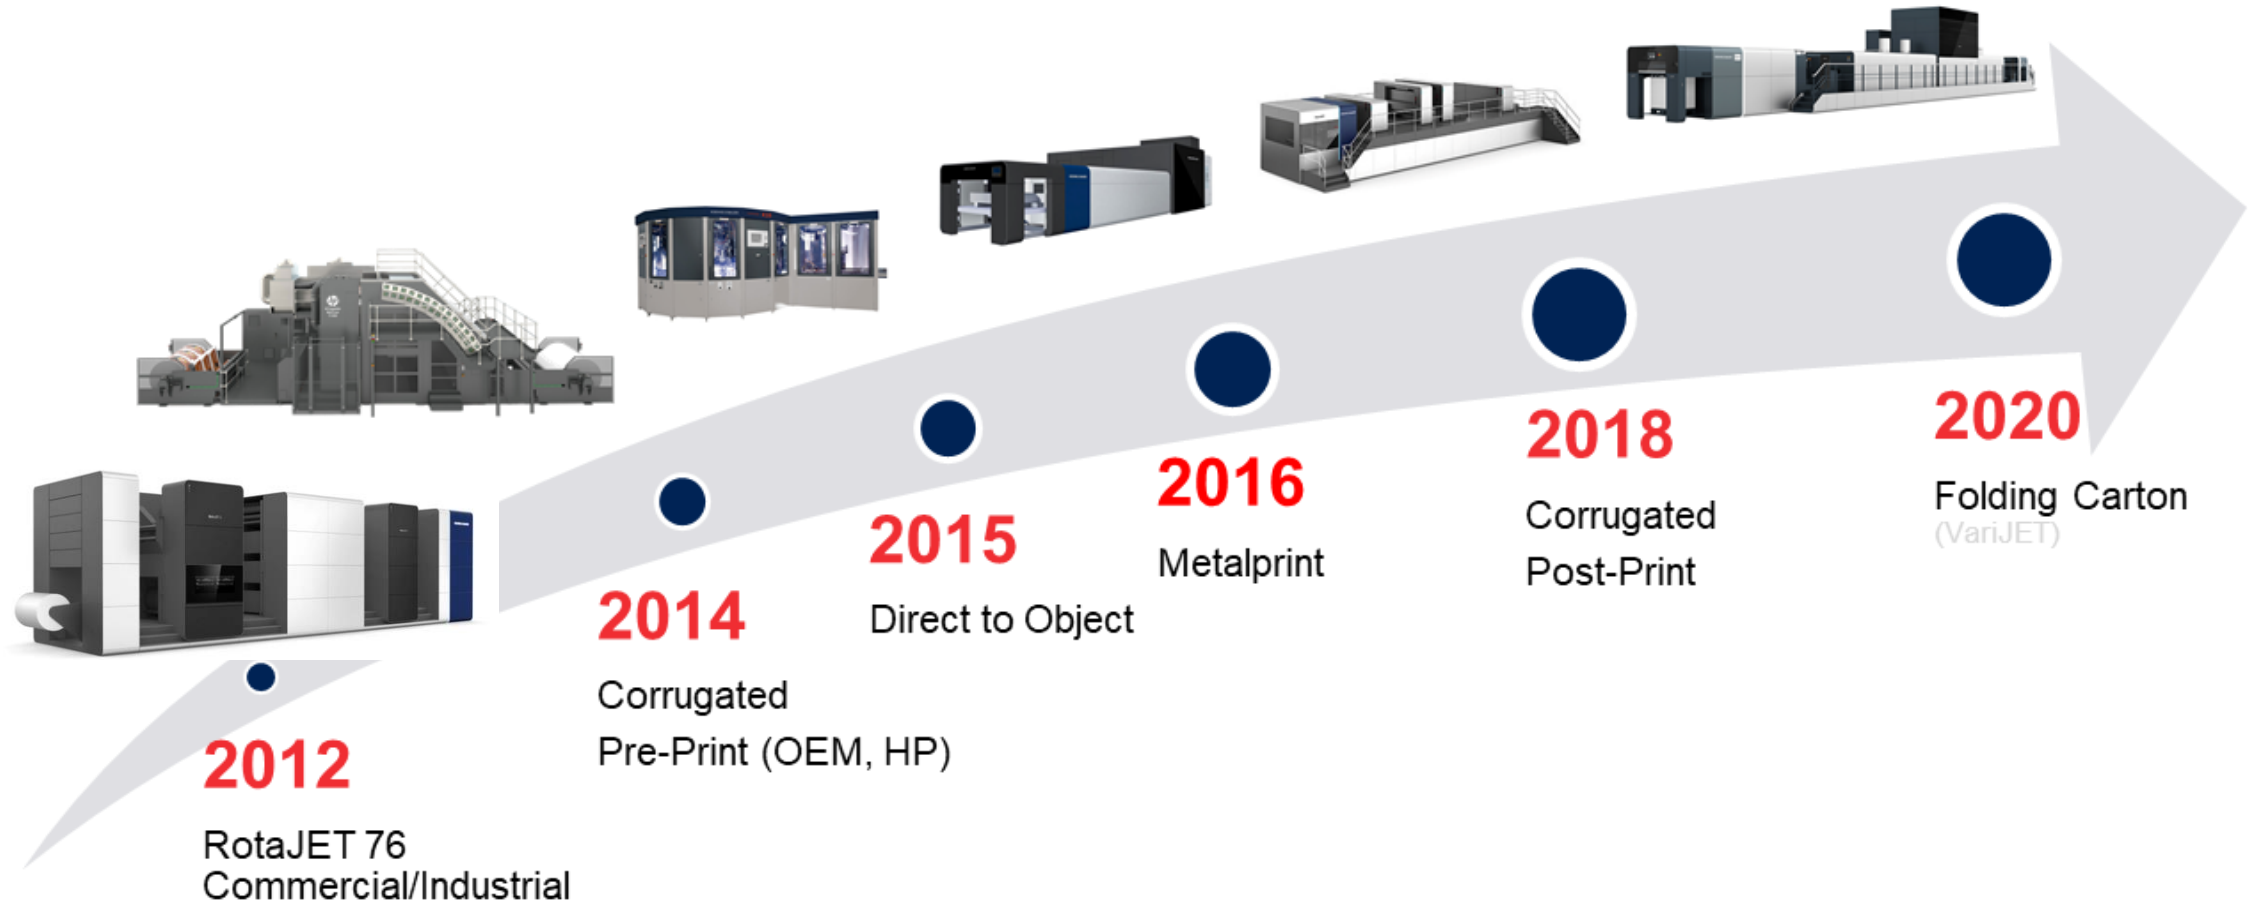 2012
RotaJET 76
Commercial/Industrial
2014
Corrugated
Pre-Print (OEM, HP)
2015
Direct to Object
2016
Metalprint
2018
Corrugated
Post-Print
2020
Folding Carton
(VariJET)